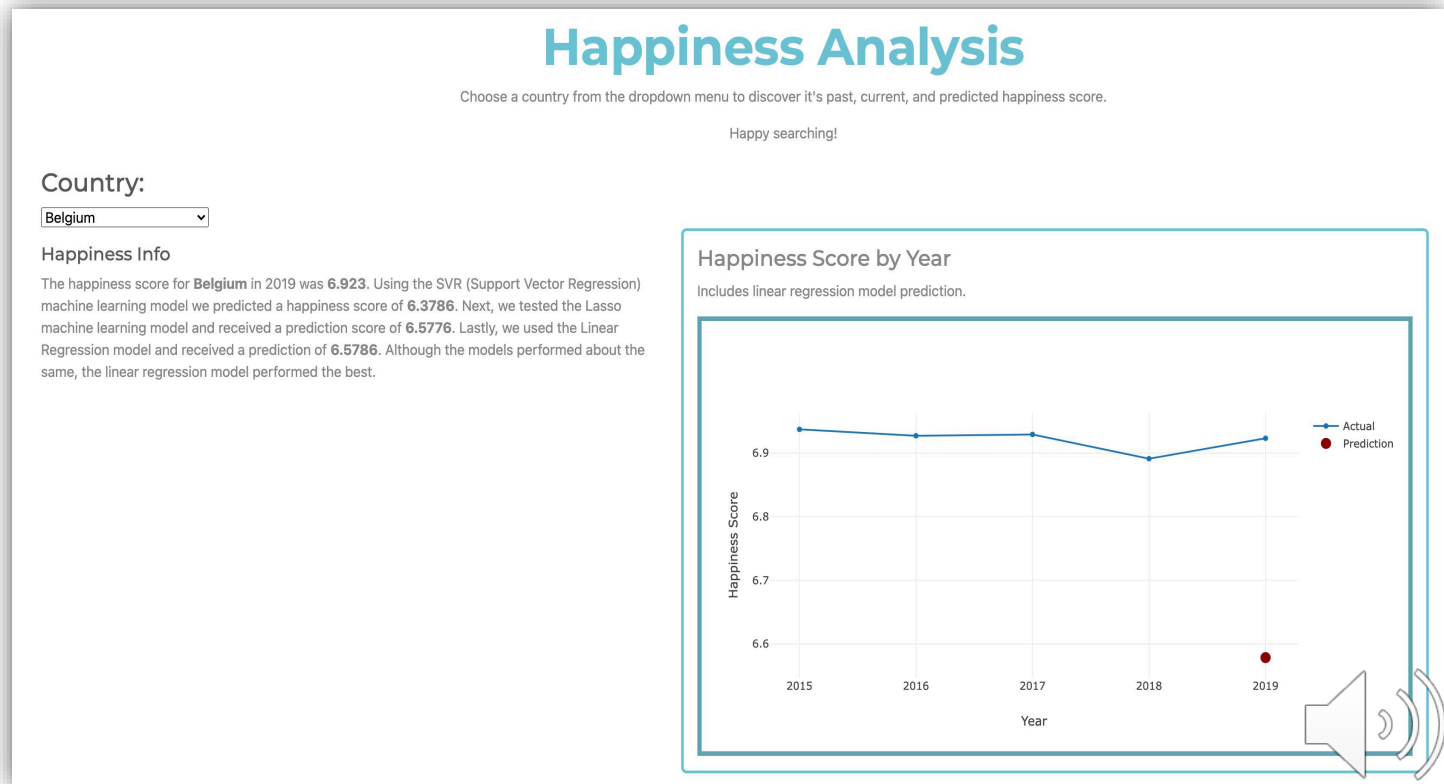 Happiness Analysis
Choose a country from the dropdown menu to discover it's past, current, and predicted happiness score.
Happy searching!
Country:
Belgium
Happiness Info
The happiness score for Belgium in 2019 was 6.923. Using the SVR (Support Vector Regression)
machine learning model we predicted a happiness score of 6.3786. Next, we tested the Lasso
machine learning model and received a prediction score of 6.5776. Lastly, we used the Linear
Regression model and received a prediction of 6.5786. Although the models performed about the
same, the linear regression model performed the best.
Happiness Score by Year
Includes linear regression model prediction.
Actual
Prediction
6.9
6.8
6.7
6.6
Happiness Score
2015 2016 2017 2018 2019
Year